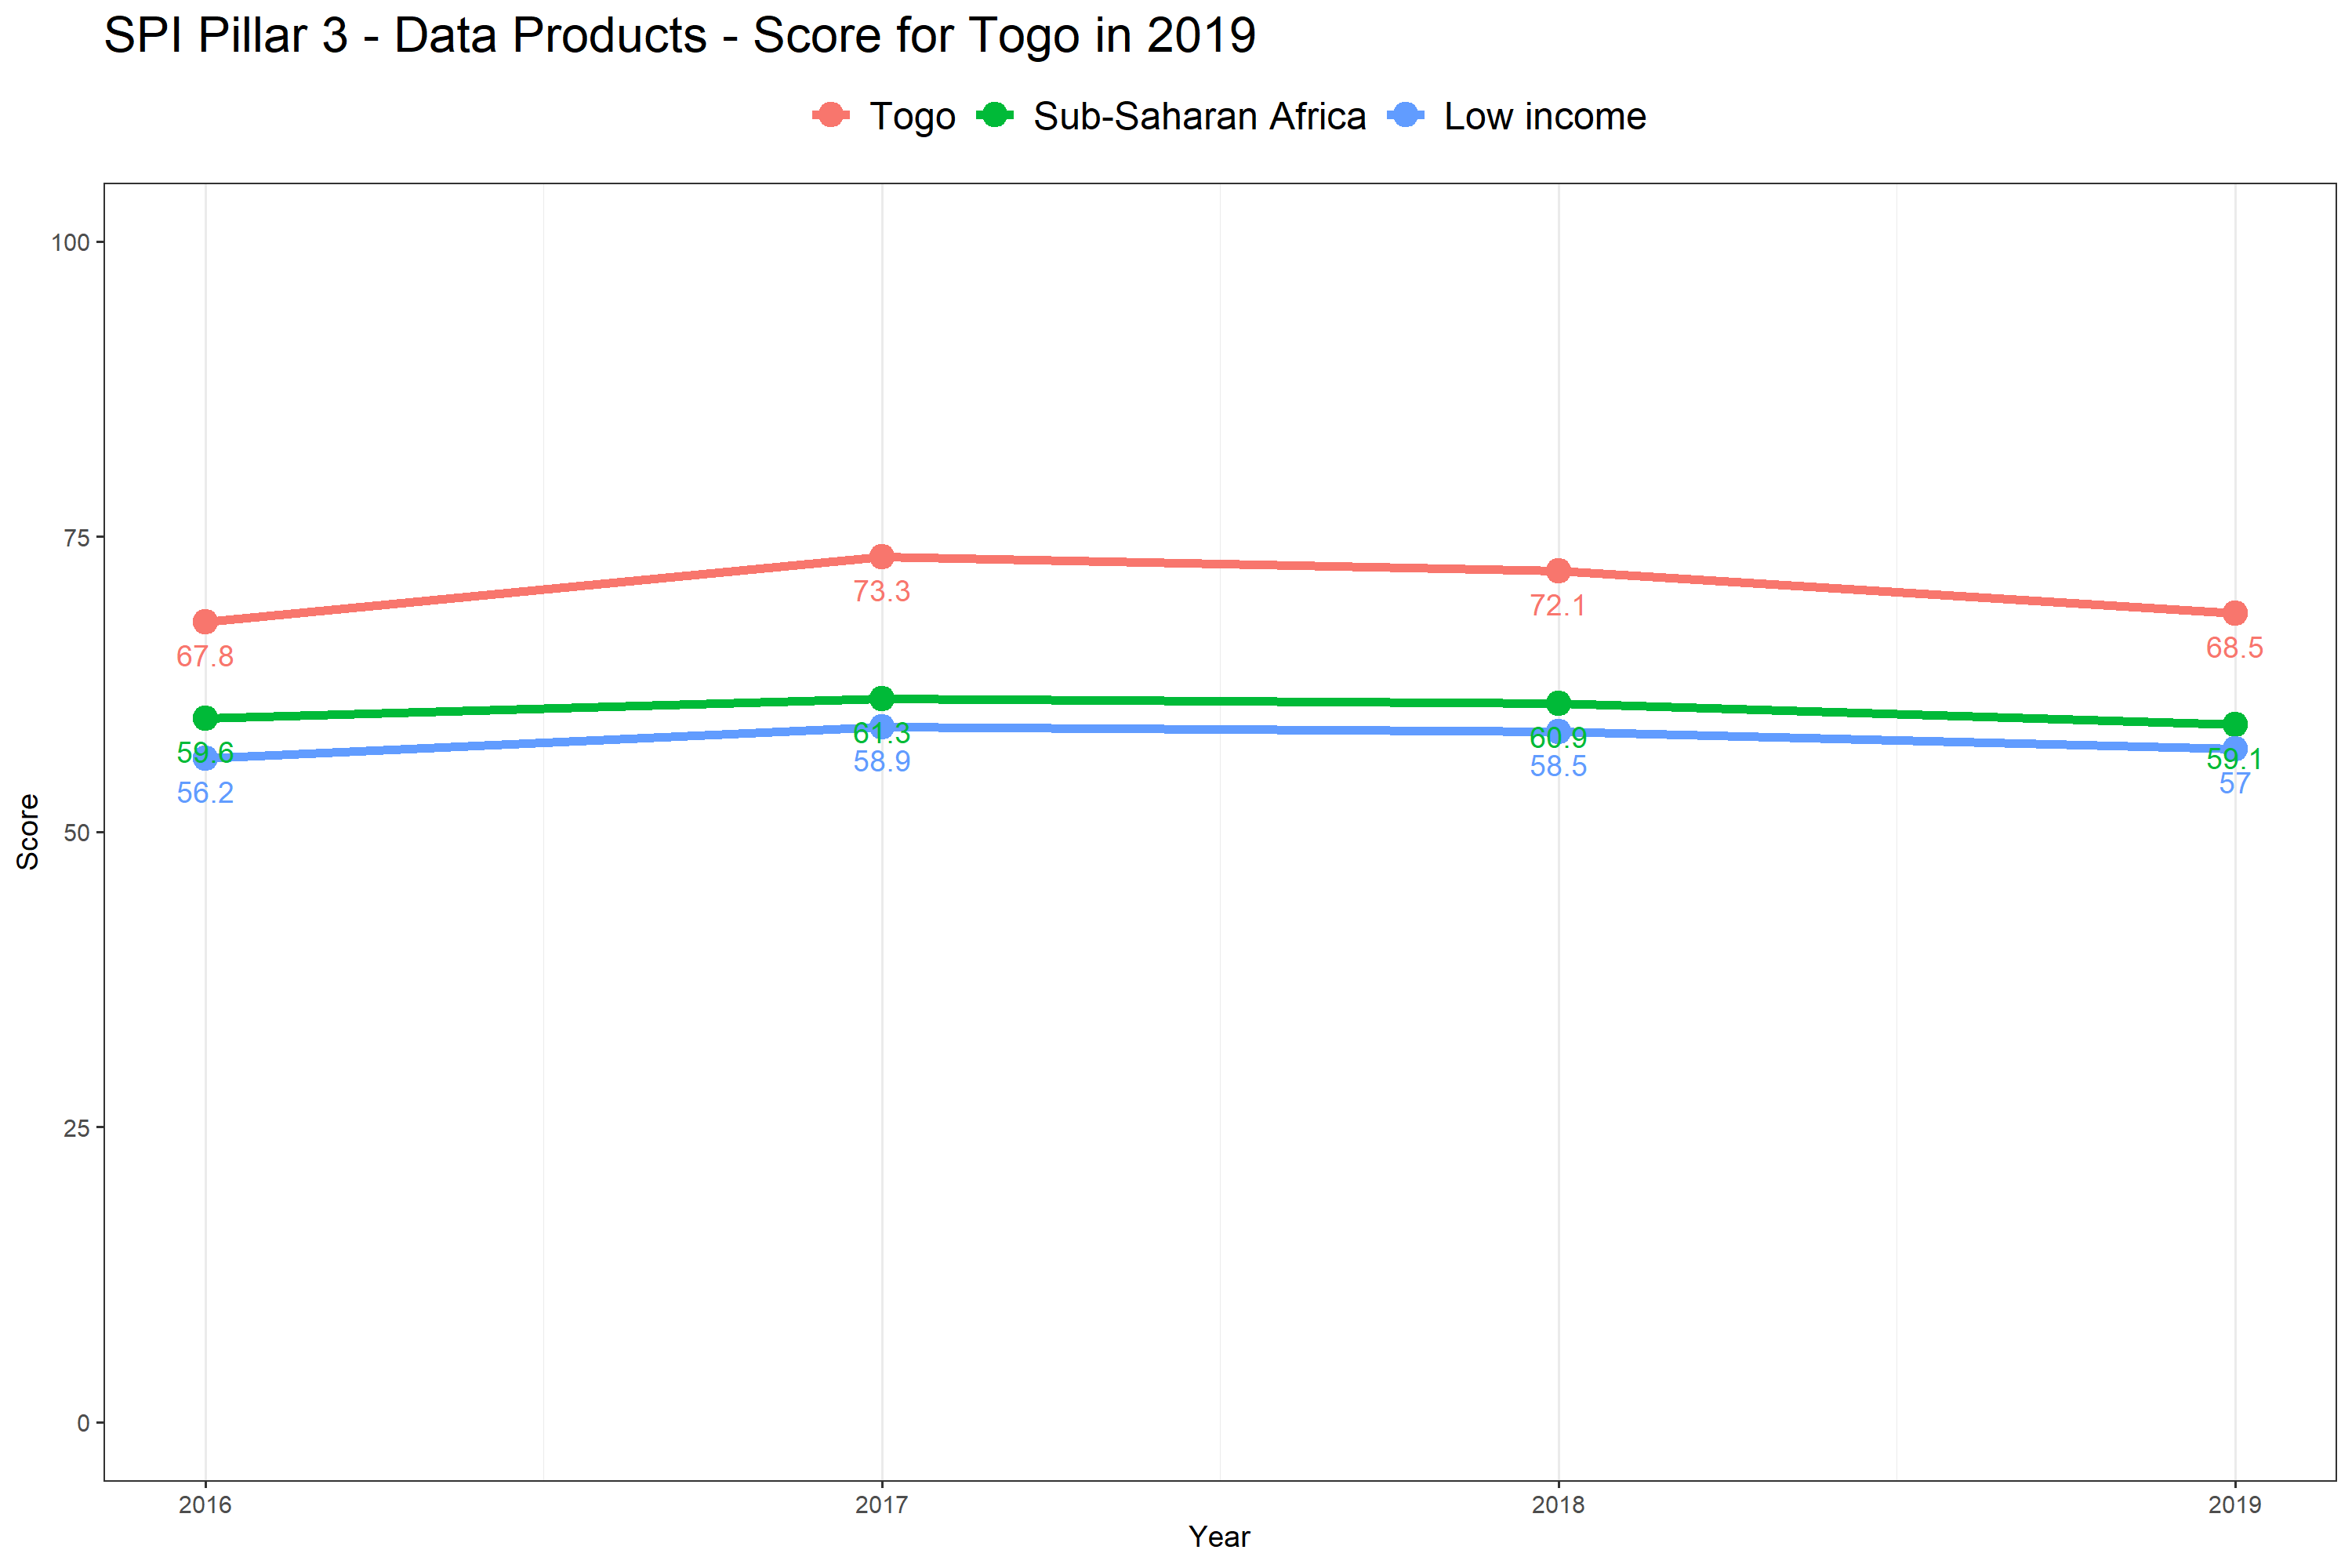 SPI Pillar 3 - Data Products - Score for Togo in 2019
Togo Sub-Saharan Africa Low income
100
75
50
25
0
Score
67.8 73.3 72.1 68.5
59.6 61.3 60.9 59.1
56.2 58.9 58.5 57
2016 2017 2018 2019
Year